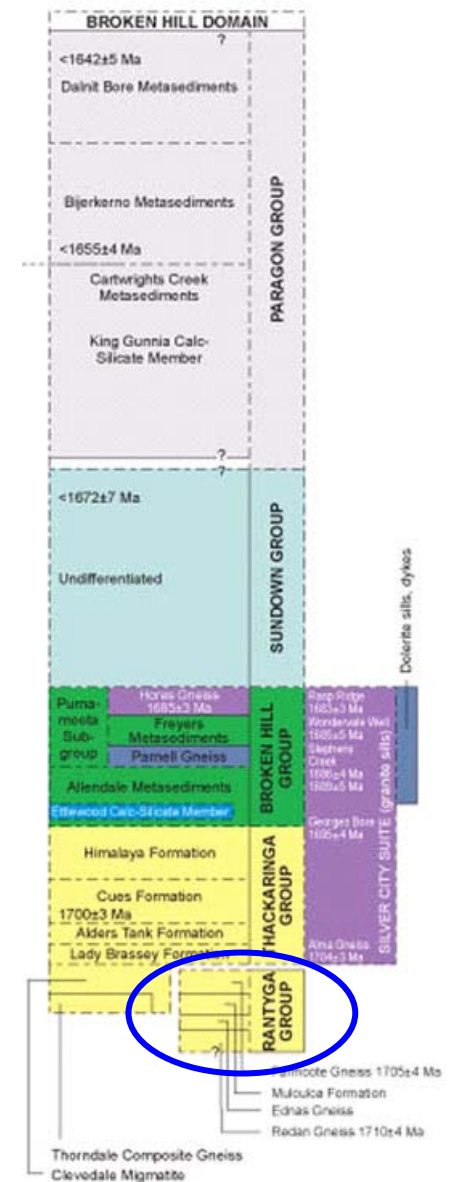 BROKEN HILL DOMAIN
?
<1642±5 Ma
Dalnit Bore Metasediments
Bijerkerno Metasediments
<1655±4 Ma
Cartwrights Creek
Metasediments
King Gunnia Calc-
Silicate Member
PARAGON GROUP
?
?
<1672±7 Ma
Undifferentiated
SUNDOWN GROUP
Dolerite sills, dykes
Purna-
moota
Sub-
group
Hores Gneiss
1685±3 Ma
Freyers
Metasediments
Parnell Gneiss
Allendale Metasediments
Ettlewood Calc-Silicate Member
BROKEN HILL
GROUP
Rasp Ridge
1683±3 Ma
Wondervale Well
1685±5 Ma
Stephens
Creek
1686±4 Ma
1689±5 Ma
Georges Bore
1695±4 Ma
Alma Gneiss
1704±3 Ma
SILVER CITY SUITE (granite sills)
Himalaya Formation
Cues Formation
1700±3 Ma
Alders Tank Formation
Lady Brassey Formation
THACKARINGA
GROUP
RANTYGA
GROUP
?
Gneiss 1705±4 Ma
Mulculca Formation
Ednas Gneiss
Redan Gneiss 1710±4 Ma
Thorndale Composite Gneiss
Clevedale Migmatite